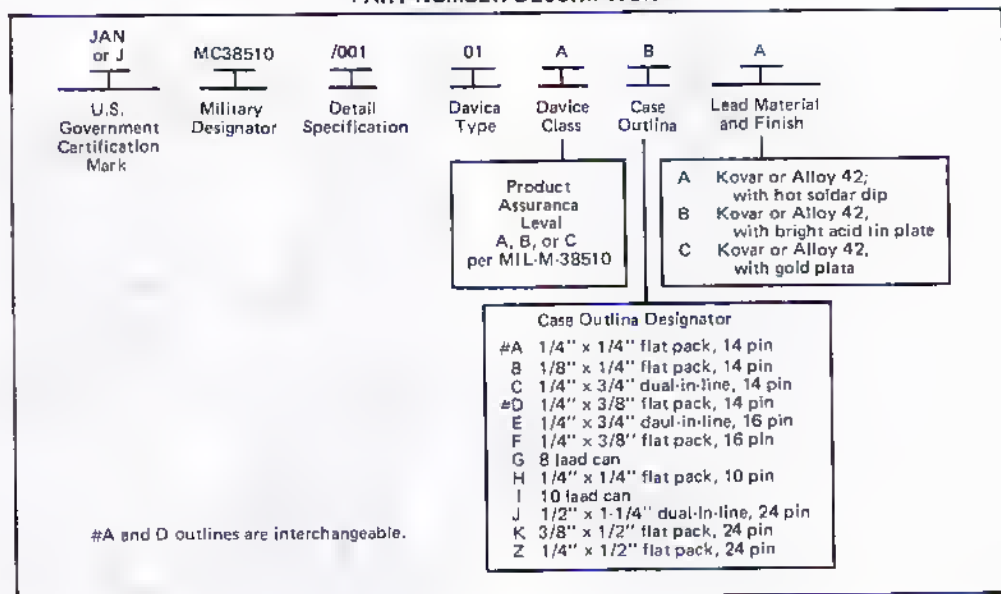 JAN
or J
MC38510
/001
01
A
B
A
U.S.
Government
Certification
Mark
Military
Designator
Detail
Specification
Davica
Type
Davice
Class
Case
Outlina
Lead Material
and Finish
Product
Assuranca
Leval
A, B, or C
per MIL-M-38510
A Kovar or Alloy 42;
with hot soldar dip
B Kovar or Alloy 42,
with bright acid tin plate
C Kovar or Alloy 42,
with gold plata
Casa Outlina Designator
#A 1/4" x 1/4" flat pack, 14 pin
B 1/8" x 1/4" flat pack, 14 pin
C 1/4" x 3/4" dual-in-line, 14 pin
#D 1/4" x 3/8" flat pack, 14 pin
E 1/4" x 3/4" daul-in-line, 16 pin
F 1/4" x 3/8" flat pack, 16 pin
G 8 laad can
H 1/4" x 1/4" flat pack, 10 pin
I 10 laad can
J 1/2" x 1-1/4" dual-in-line, 24 pin
K 3/8" x 1/2" flat pack, 24 pin
Z 1/4" x 1/2" flat pack, 24 pin
#A and D outlines are interchangeable.